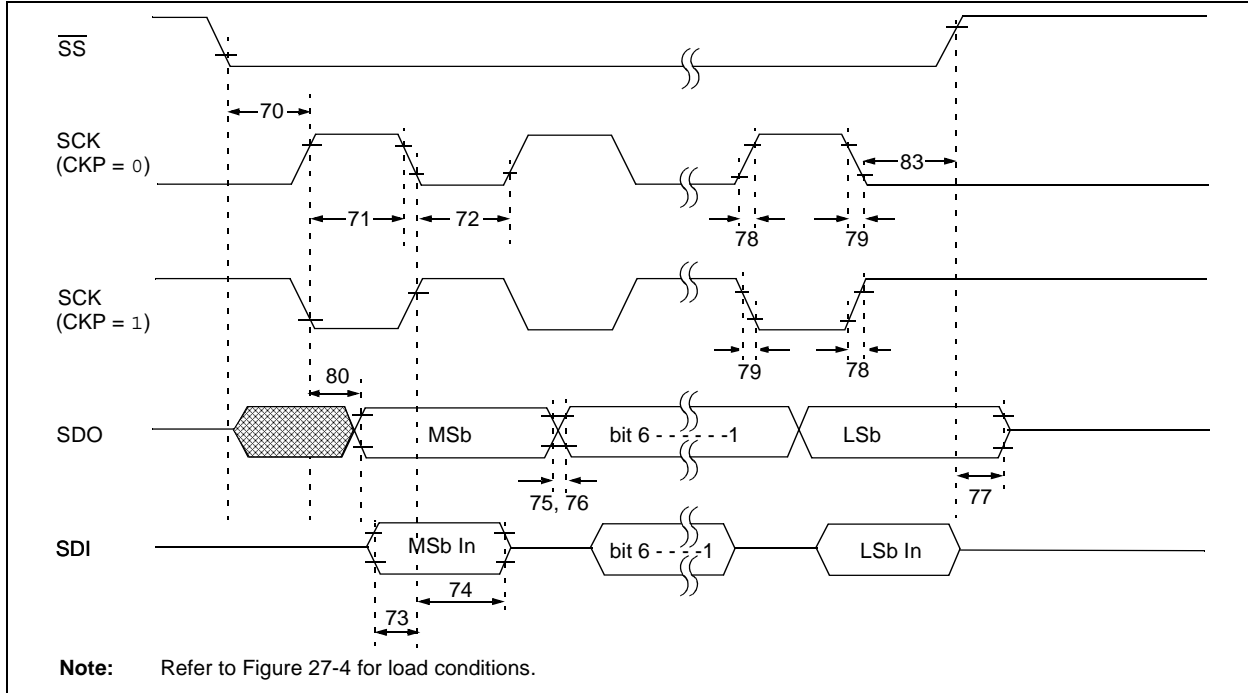 SS
70
SCK
(CKP = 0)
83
71
72
78
79
SCK
(CKP = 1)
79
78
80
SDO
MSb
bit 6 - - - - - -1
LSb
75, 76
77
SDI
MSb In
bit 6 - - - - -1
LSb In
74
73
Note: Refer to Figure 27-4 for load conditions.